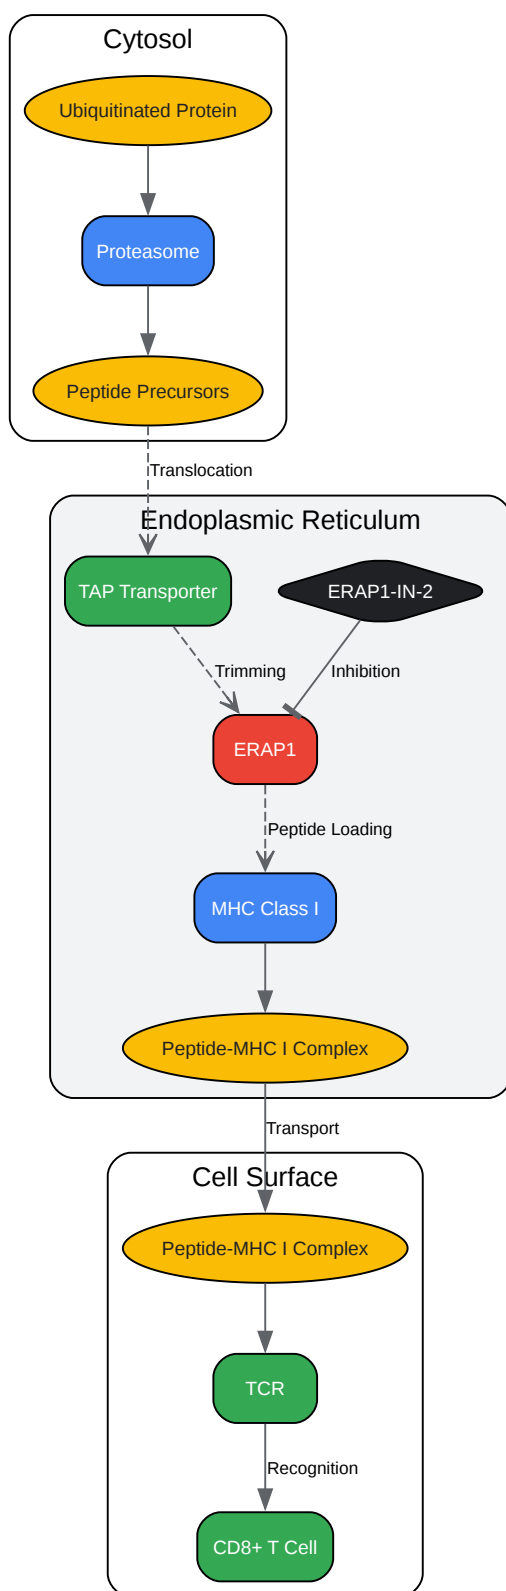 Cytosol
Ubiquitinated Protein
Proteasome
Peptide Precursors
Translocation
Endoplasmic Reticulum
TAP Transporter
ERAP1-IN-2
Trimming
Inhibition
ERAP1
Peptide Loading
MHC Class I
Peptide-MHC I Complex
Transport
Cell Surface
Peptide-MHC I Complex
TCR
Recognition
CD8+ T Cell